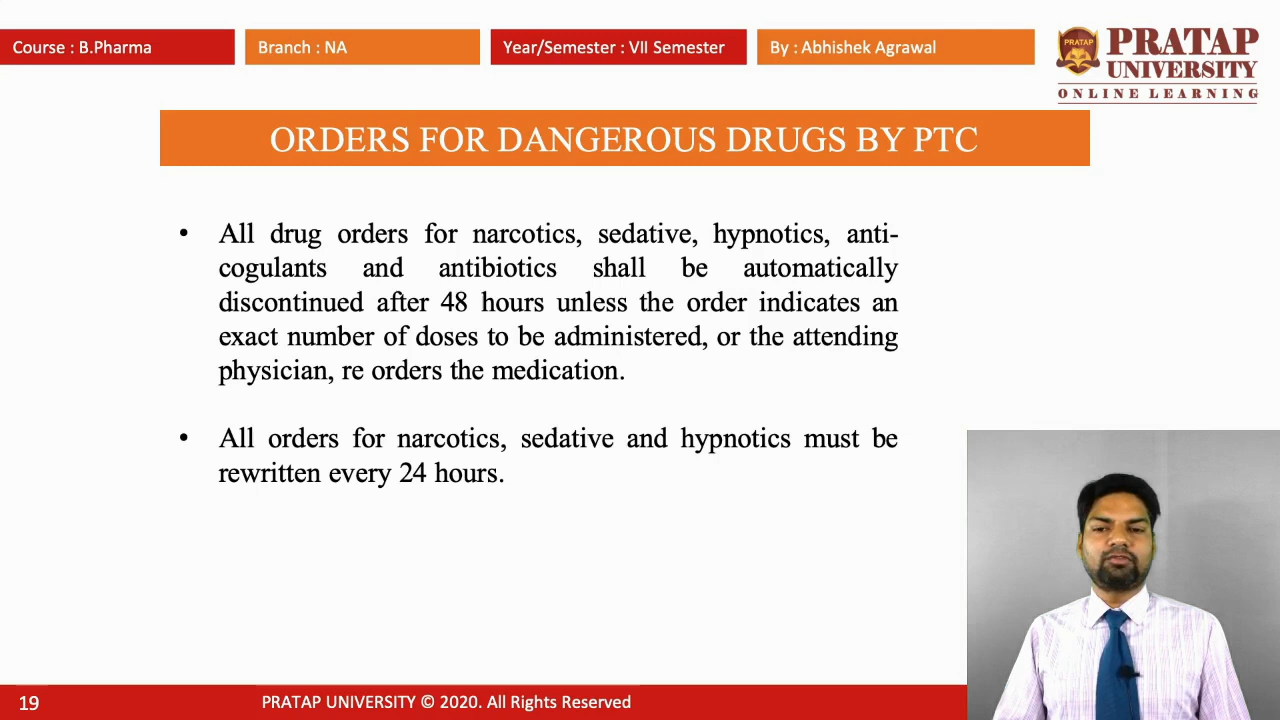 Course : B.Pharma
Branch : NA
Year/Semester : VII Semester
By : Abhishek Agrawal
PRATAP
PRATAP
UNIVERSITY
ONLINE LEARNING
ORDERS FOR DANGEROUS DRUGS BY PTC
• All drug orders for narcotics, sedative, hypnotics, anti-
cogulants and antibiotics shall be automatically
discontinued after 48 hours unless the order indicates an
exact number of doses to be administered, or the attending
physician, re orders the medication.
• All orders for narcotics, sedative and hypnotics must be
rewritten every 24 hours.
19
PRATAP UNIVERSITY © 2020. All Rights Reserved